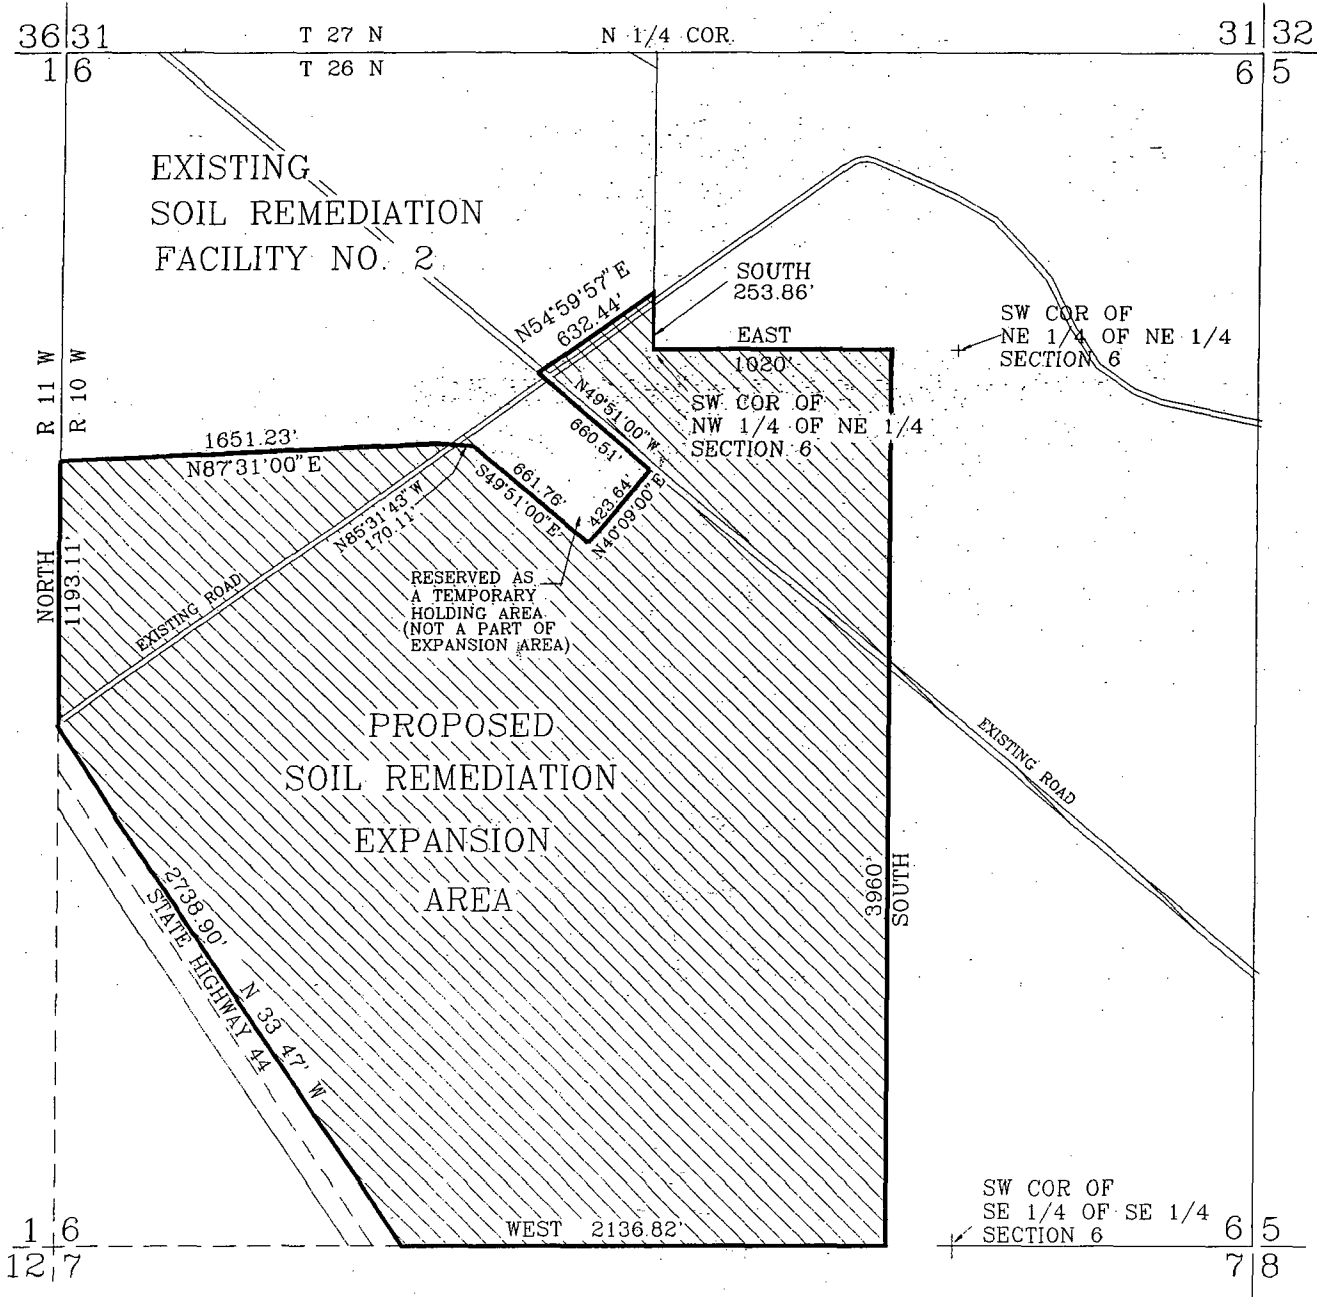 36 31
T 27 N
N 1/4 COR.
31 32
1 6
T 26 N
6 5
EXISTING
SOIL REMEDIATION
FACILITY NO. 2
R 11 W
R 10 W
N54°59'57"E
632.44'
SOUTH
253.86'
EAST
1020'
SW COR OF
NE 1/4 OF NE 1/4
SECTION 6
SW COR OF
NW 1/4 OF NE 1/4
SECTION 6
N49°51'00"W
660.51'
1651.23'
N87°31'00"E
661.76'
S49°51'00"E
423.64'
N40°09'00"E
N85°31'43"W
170.11'
NORTH
1193.11'
EXISTING ROAD
RESERVED AS
A TEMPORARY
HOLDING AREA.
(NOT A PART OF
EXPANSION AREA)
PROPOSED
SOIL REMEDIATION
EXPANSION
AREA
EXISTING ROAD
3960'
SOUTH
2738.90'
N 33 47' W
STATE HIGHWAY 44
WEST 2136.82'
SW COR OF
SE 1/4 OF SE 1/4
SECTION 6
1 6
12 7
6 5
7 8